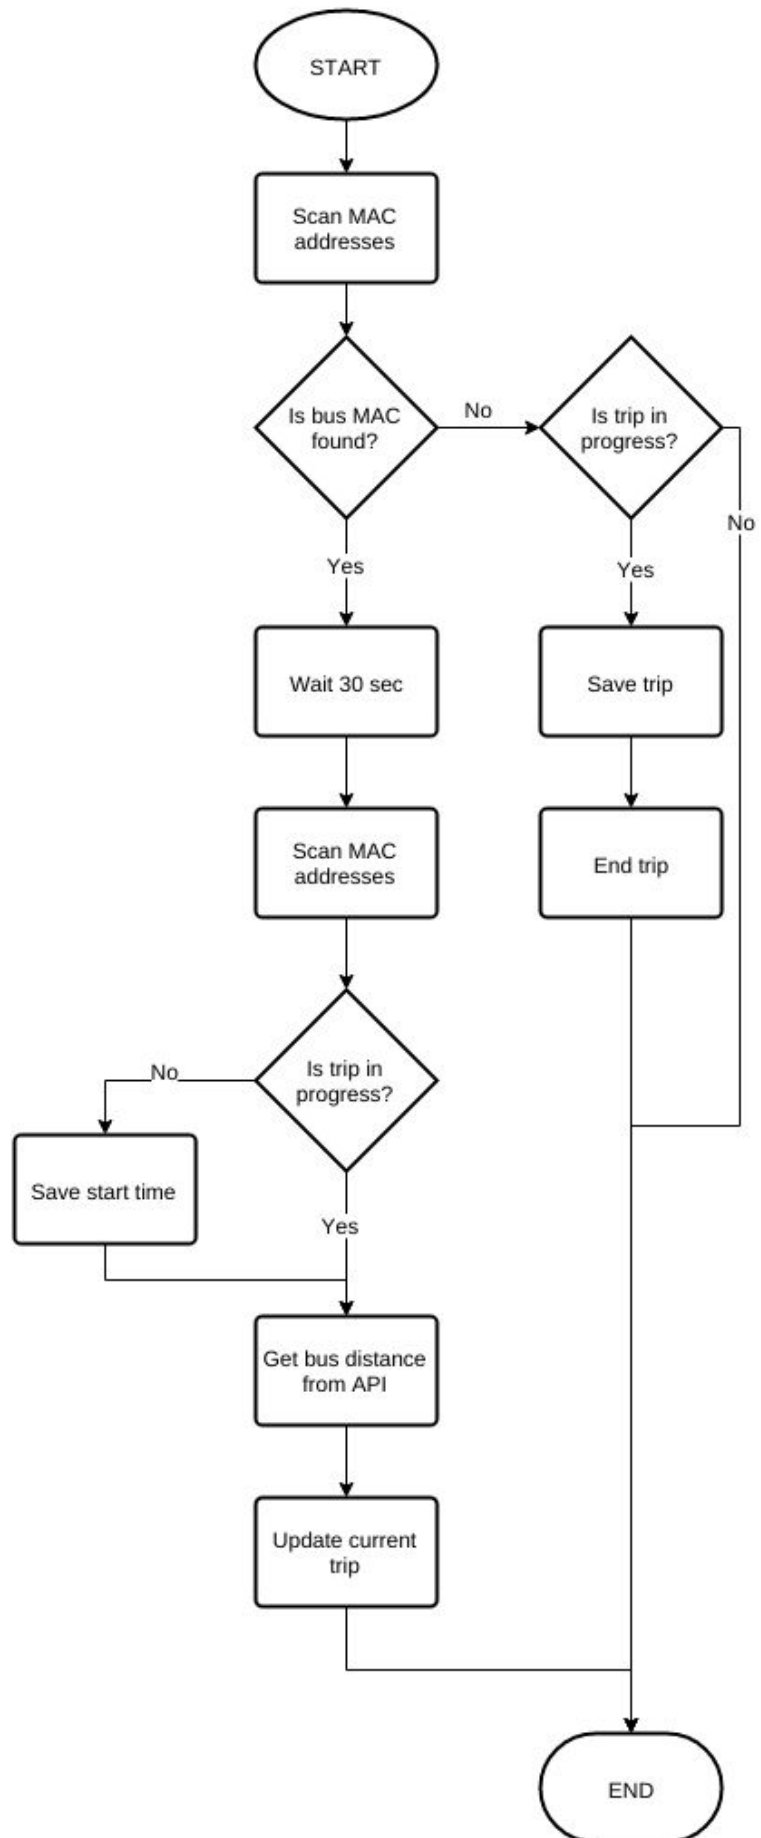 START
Scan MAC
addresses
Is bus MAC
found?
No
Is trip in
progress?
No
Yes
Yes
Wait 30 sec
Save trip
Scan MAC
addresses
End trip
Is trip in
progress?
No
Save start time
Yes
Get bus distance
from API
Update current
trip
END